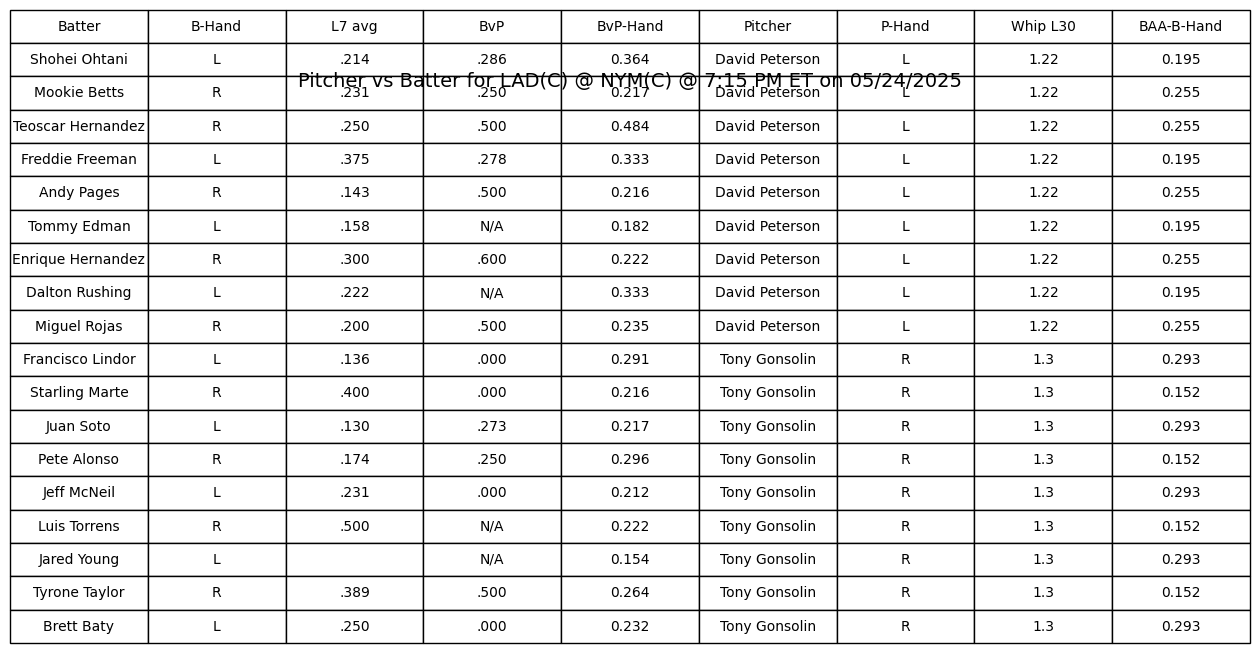 Batter B-Hand L7 avg BvP BvP-Hand Pitcher P-Hand Whip L30 BAA-B-Hand
Shohei Ohtani L .214 .286 0.364 David Peterson L 1.22 0.195
Pitcher vs Batter for LAD(C) @ NYM(C) @ 7:15 PM ET on 05/24/2025
Mookie Betts R .231 .250 0.217 David Peterson L 1.22 0.255
Teoscar Hernandez R .250 .500 0.484 David Peterson L 1.22 0.255
Freddie Freeman L .375 .278 0.333 David Peterson L 1.22 0.195
Andy Pages R .143 .500 0.216 David Peterson L 1.22 0.255
Tommy Edman L .158 N/A 0.182 David Peterson L 1.22 0.195
Enrique Hernandez R .300 .600 0.222 David Peterson L 1.22 0.255
Dalton Rushing L .222 N/A 0.333 David Peterson L 1.22 0.195
Miguel Rojas R .200 .500 0.235 David Peterson L 1.22 0.255
Francisco Lindor L .136 .000 0.291 Tony Gonsolin R 1.3 0.293
Starling Marte R .400 .000 0.216 Tony Gonsolin R 1.3 0.152
Juan Soto L .130 .273 0.217 Tony Gonsolin R 1.3 0.293
Pete Alonso R .174 .250 0.296 Tony Gonsolin R 1.3 0.152
Jeff McNeil L .231 .000 0.212 Tony Gonsolin R 1.3 0.293
Luis Torrens R .500 N/A 0.222 Tony Gonsolin R 1.3 0.152
Jared Young L N/A 0.154 Tony Gonsolin R 1.3 0.293
Tyrone Taylor R .389 .500 0.264 Tony Gonsolin R 1.3 0.152
Brett Baty L .250 .000 0.232 Tony Gonsolin R 1.3 0.293